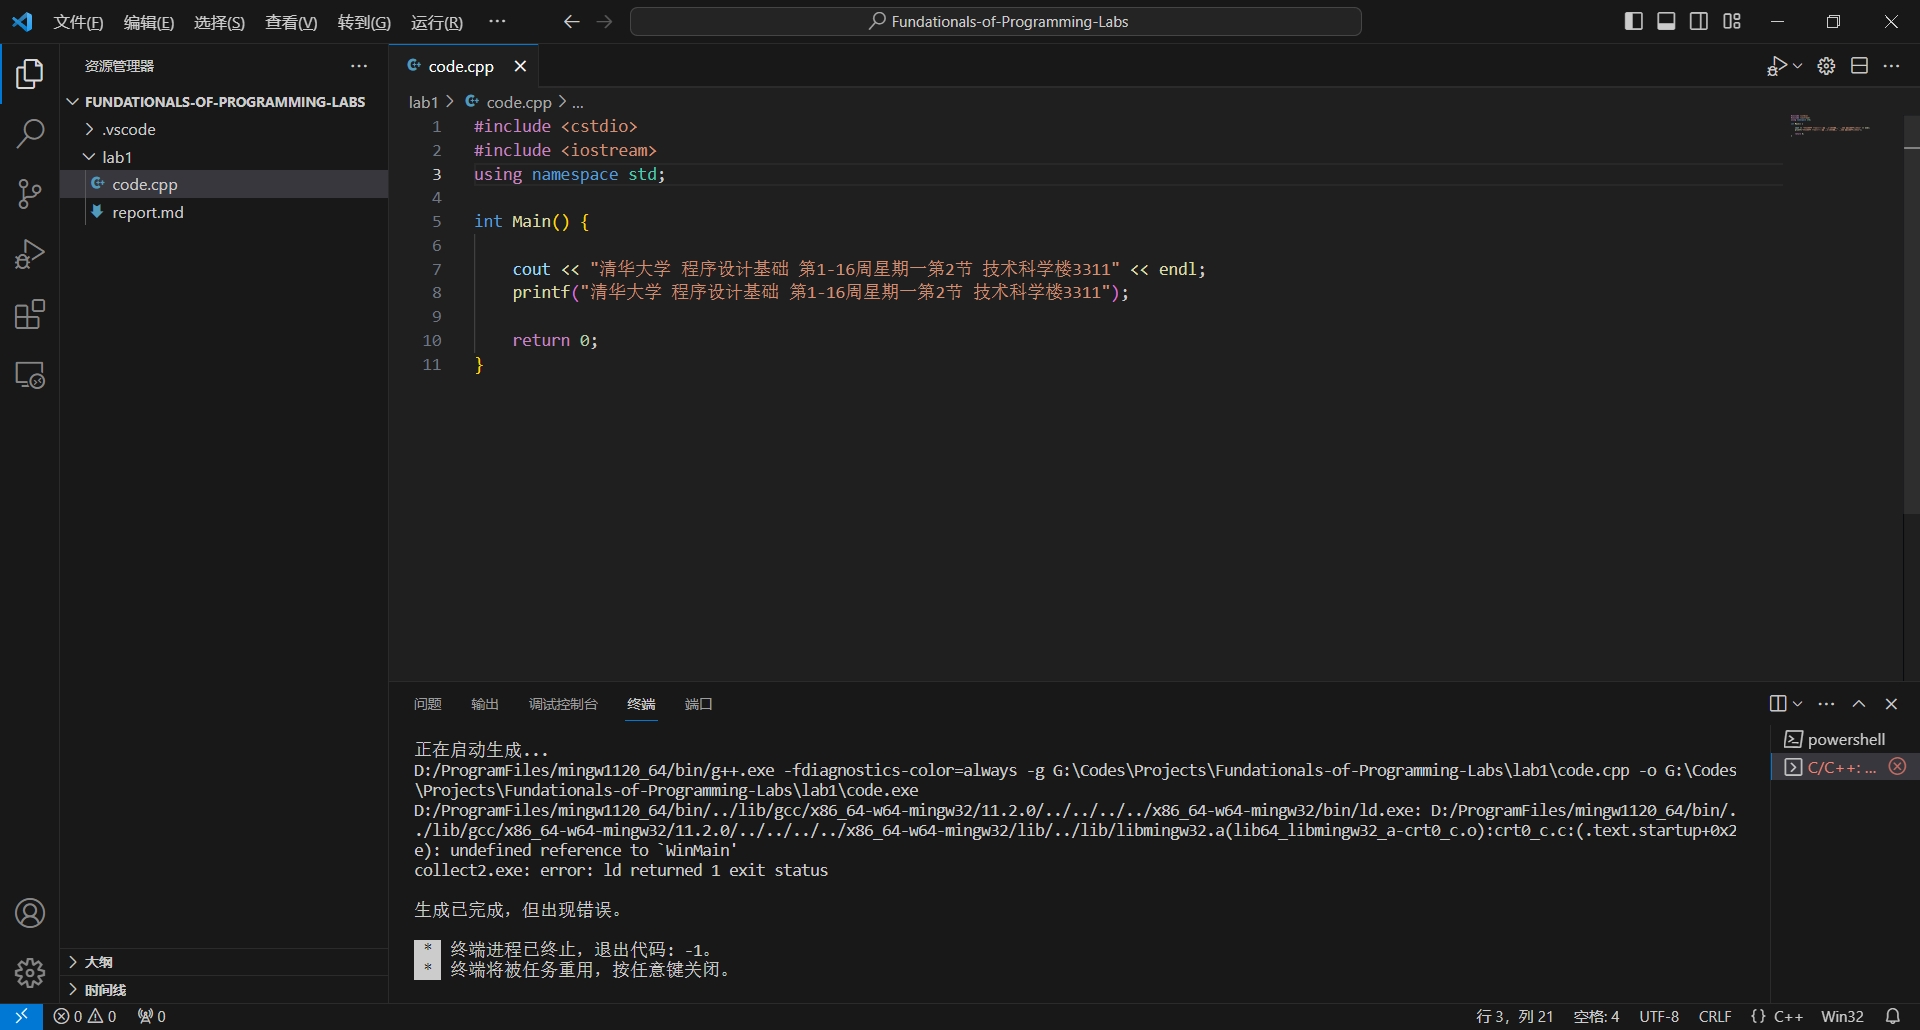 文件(F) 编辑(E) 选择(S) 查看(V) 转到(G) 运行(R) ··· Fundationals-of-Programming-Labs
资源管理器 ···
FUNDATIONALS-OF-PROGRAMMING-LABS
.vscode
lab1
code.cpp
report.md
大纲
时间线
code.cpp
lab1 > code.cpp > ...
1 #include <cstdio>
2 #include <iostream>
3 using namespace std;
4
5 int Main() {
6
7 cout << "清华大学 程序设计基础 第1-16周星期一第2节 技术科学楼3311" << endl;
8 printf("清华大学 程序设计基础 第1-16周星期一第2节 技术科学楼3311");
9
10 return 0;
11 }
问题 输出 调试控制台 终端 端口
正在启动生成...
D:/ProgramFiles/mingw1120_64/bin/g++.exe -fdiagnostics-color=always -g G:\Codes\Projects\Fundationals-of-Programming-Labs\lab1\code.cpp -o G:\Codes
\Projects\Fundationals-of-Programming-Labs\lab1\code.exe
D:/ProgramFiles/mingw1120_64/bin/../lib/gcc/x86_64-w64-mingw32/11.2.0/../../../../x86_64-w64-mingw32/bin/ld.exe: D:/ProgramFiles/mingw1120_64/bin/.
./lib/gcc/x86_64-w64-mingw32/11.2.0/../../../../x86_64-w64-mingw32/lib/../lib/libmingw32.a(lib64_libmingw32_a-crt0_c.o):crt0_c.c:(.text.startup+0x2
e): undefined reference to `WinMain'
collect2.exe: error: ld returned 1 exit status
生成已完成，但出现错误。
* 终端进程已终止，退出代码: -1。
* 终端将被任务重用，按任意键关闭。
powershell
C/C++: ...
0 0 0 行 3，列 21 空格: 4 UTF-8 CRLF {} C++ Win32